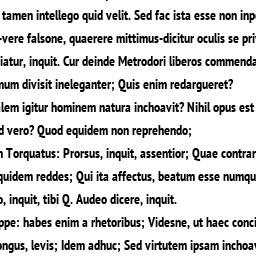 tamen intellego quid velit. Sed fac ista esse non inp
-vere falsone, quaerere mittimus-dicitur oculis se pri
iatur, inquit. Cur deinde Metrodori liberos commenda
num divisit ineleganter; Quis enim redargueret?
alem igitur hominem natura inchoavit? Nihil opus est
d vero? Quod equidem non reprehendo;
n Torquatus: Prorsus, inquit, assentior; Quae contrar
quidem reddes; Qui ita affectus, beatum esse numqu
o, inquit, tibi Q. Audeo dicere, inquit.
ppe: habes enim a rhetoribus; Videsne, ut haec conci
ongus, levis; Idem adhuc; Sed virtutem ipsam inchoav